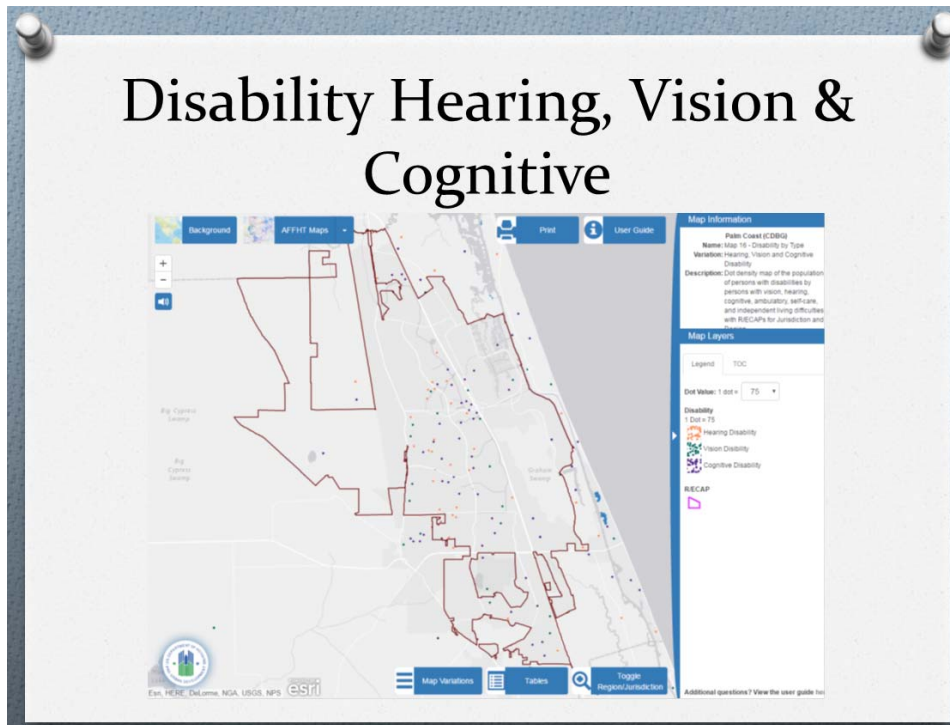 Disability Hearing, Vision &
Cognitive
Background
AFFHT Maps
Print
User Guide
+
−
Map Information
Palm Coast (CDBG)
Name: Map 16 - Disability by Type
Variation: Hearing, Vision and Cognitive
Disability
Description: Dot density map of the population
of persons with disabilities by
persons with vision, hearing,
cognitive, ambulatory, self-care,
and independent living difficulties
with R/ECAPs for Jurisdiction and
Map Layers
Legend
TOC
Dot Value: 1 dot = 75
Disability
1 Dot = 75
Hearing Disability
Vision Disibility
Cognitive Disability
R/ECAP
Big Cypress
Swamp
Big
Cypress
Swamp
Graham
Swamp
Esri, HERE, DeLorme, NGA, USGS, NPS
esri
Map Variations
Tables
Toggle
Region/Jurisdiction
Additional questions? View the user guide